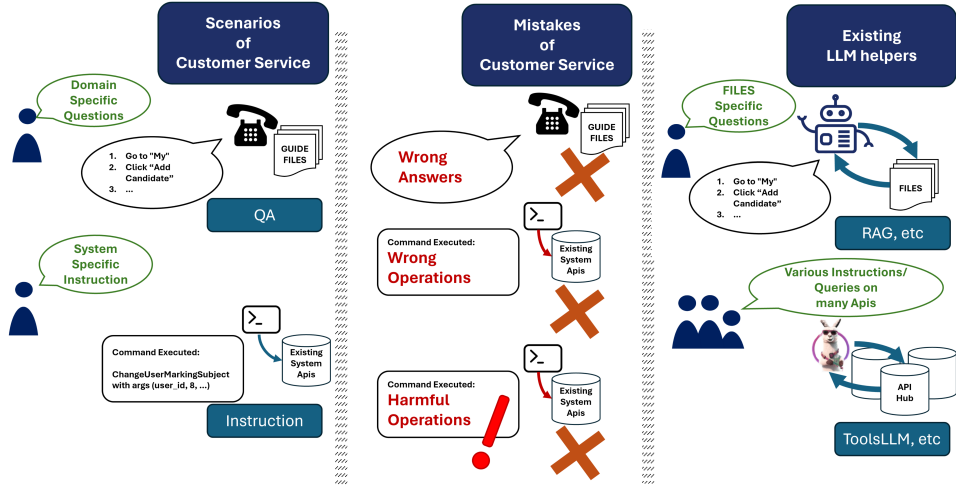 Scenarios
of
Customer Service
Domain
Specific
Questions
GUIDE
FILES
1. Go to "My"
2. Click “Add
Candidate”
3. ...
QA
System
Specific
Instruction
>_
Existing
System
Apis
Command Executed:
ChangeUserMarkingSubject
with args (user_id, 8, ...)
Instruction
Mistakes
of
Customer Service
GUIDE
FILES
Wrong
Answers
>_
Command Executed:
Wrong
Operations
Existing
System
Apis
>_
Command Executed:
Harmful
Operations
Existing
System
Apis
Existing
LLM helpers
FILES
Specific
Questions
1. Go to "My"
2. Click “Add
Candidate”
3. ...
FILES
RAG, etc
Various Instructions/
Queries on
many Apis
API
Hub
ToolsLLM, etc